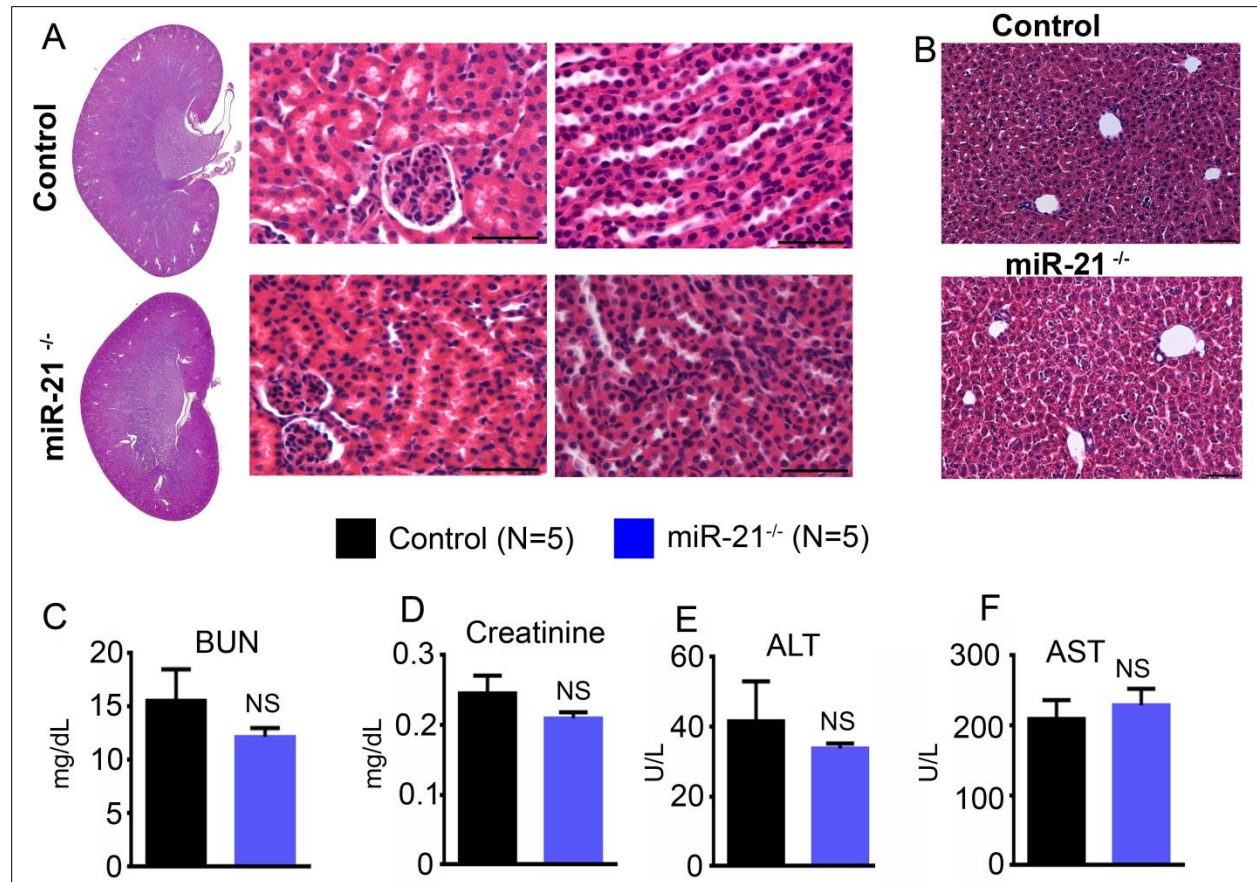 A
Control
miR-21 -/-
B
Control
miR-21 -/-
Control (N=5)
miR-21-/- (N=5)
C
BUN
20
15
10
5
0
mg/dL
NS
D
Creatinine
0.3
0.2
0.1
0
mg/dL
NS
E
ALT
60
40
20
0
U/L
NS
F
AST
300
200
100
0
U/L
NS